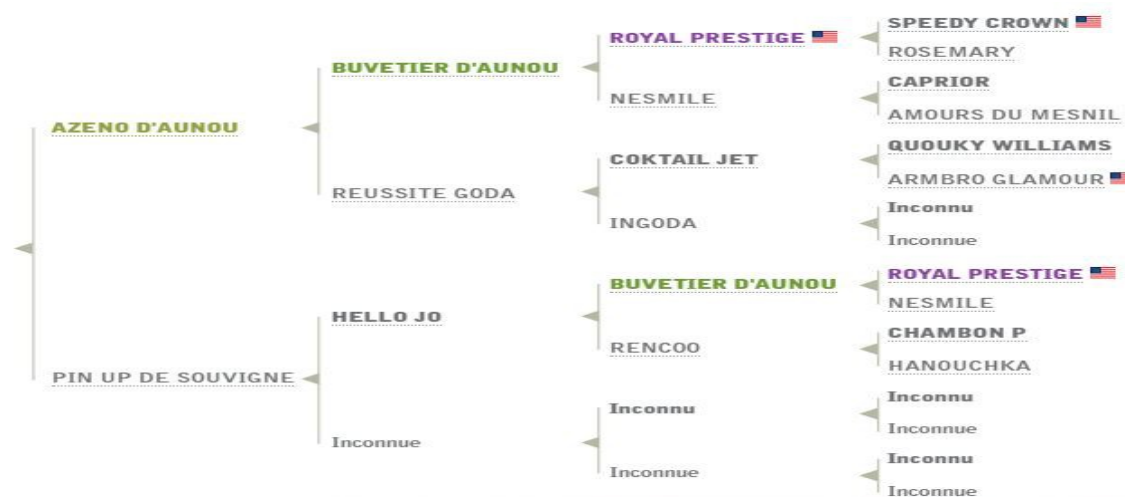 SPEEDY CROWN
ROYAL PRESTIGE
ROSEMARY
BUVETIER D'AUNOU
CAPRIOR
NESMILE
AMOURS DU MESNIL
AZENO D'AUNOU
QUOUKY WILLIAMS
COKTAIL JET
ARMBRO GLAMOUR
REUSSITE GODA
Inconnu
INGODA
Inconnue
ROYAL PRESTIGE
BUVETIER D'AUNOU
NESMILE
HELLO JO
CHAMBON P
RENCOO
HANOUCHKA
PIN UP DE SOUVIGNE
Inconnu
Inconnu
Inconnue
Inconnue
Inconnu
Inconnue
Inconnue